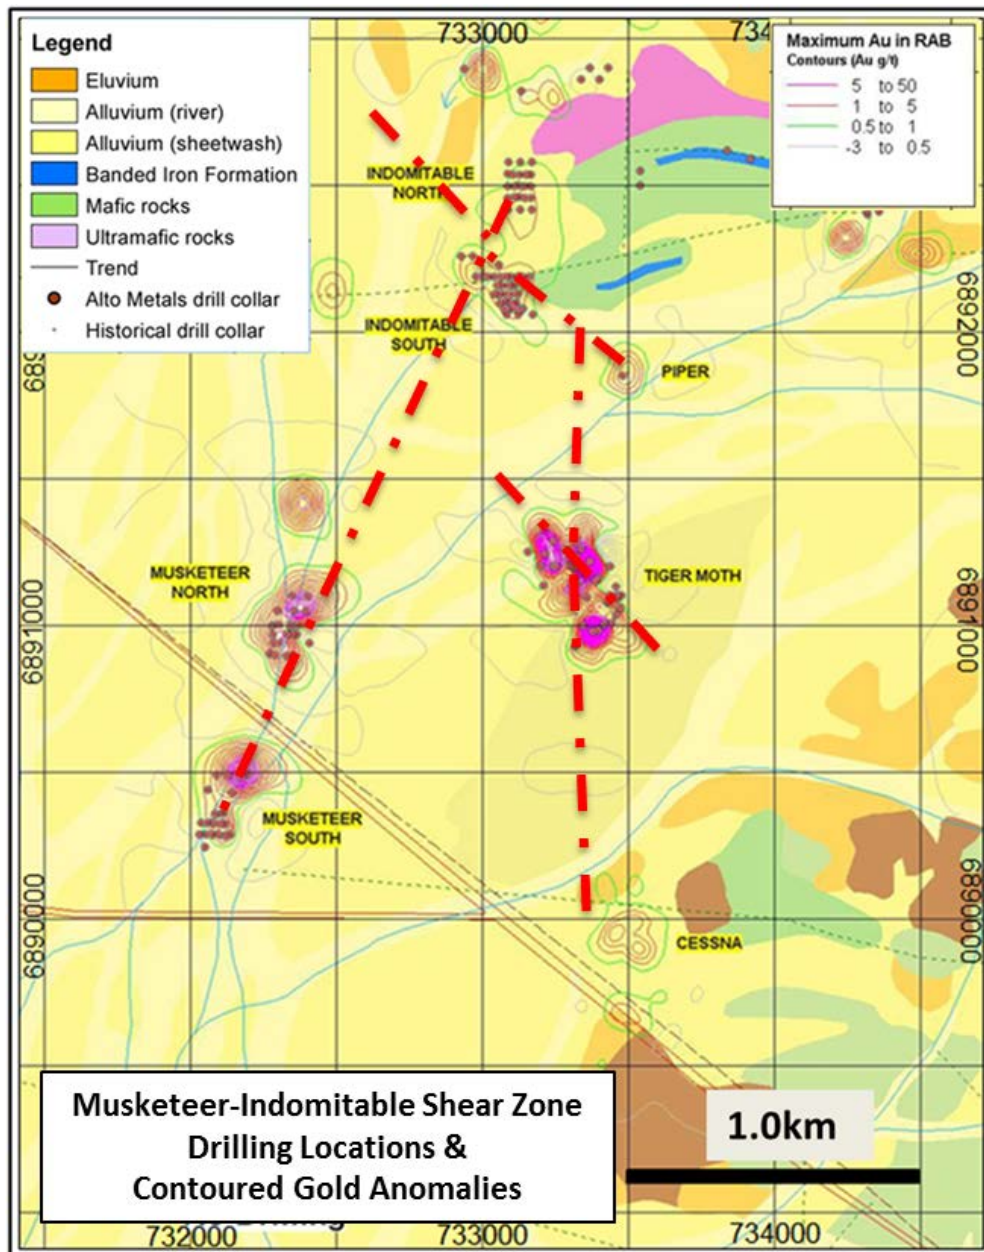 733000
734
Legend
Eluvium
Alluvium (river)
Alluvium (sheetwash)
Banded Iron Formation
Mafic rocks
Ultramafic rocks
Trend
Alto Metals drill collar
Historical drill collar
Maximum Au in RAB
Contours (Au g/t)
5 to 50
1 to 5
0.5 to 1
-3 to 0.5
INDOMITABLE
NORTH
INDOMITABLE
SOUTH
689
6892000
PIPER
MUSKETEER
NORTH
TIGER MOTH
6891000
6891000
MUSKETEER
SOUTH
6890000
6890000
CESSNA
Musketeer-Indomitable Shear Zone
Drilling Locations &
Contoured Gold Anomalies
1.0km
732000
733000
734000